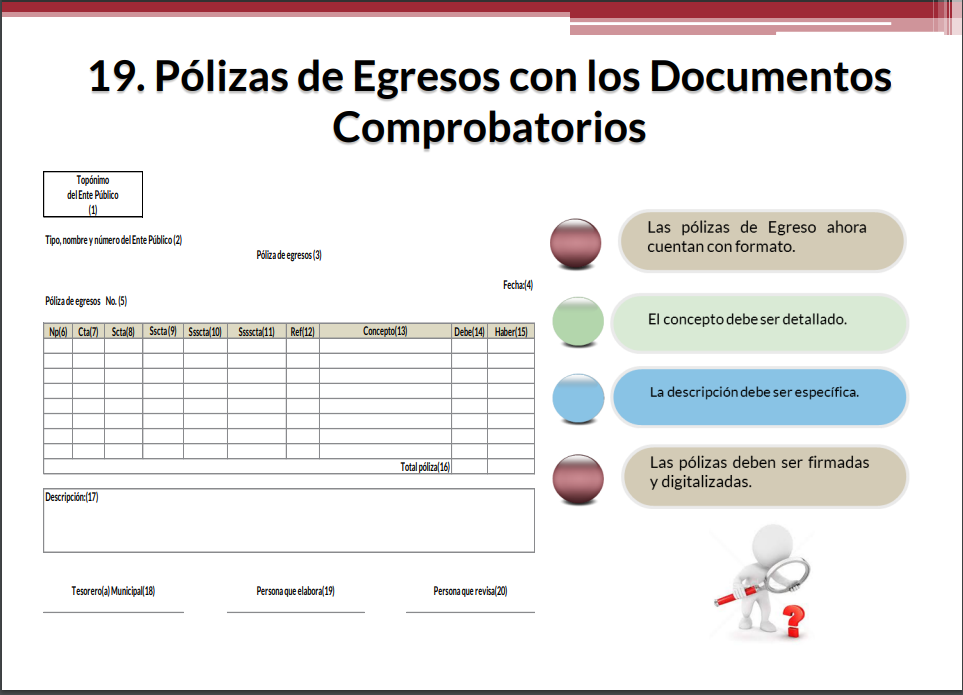 19. Pólizas de Egresos con los Documentos
Comprobatorios
Topónimo
del Ente Público
(1)
Tipo, nombre y número del Ente Público (2)
Póliza de egresos (3)
Fecha:(4)
Póliza de egresos No. (5)
Np(6) Cta(7) Scta(8) Sscta (9) Ssscta(10) Sssscta(11) Ref(12) Concepto(13) Debe(14) Haber(15)
Total póliza(16)
Descripción:(17)
Tesorero(a) Municipal(18) Persona que elabora(19) Persona que revisa(20)
Las pólizas de Egreso ahora
cuentan con formato.
El concepto debe ser detallado.
La descripción debe ser específica.
Las pólizas deben ser firmadas
y digitalizadas.
?